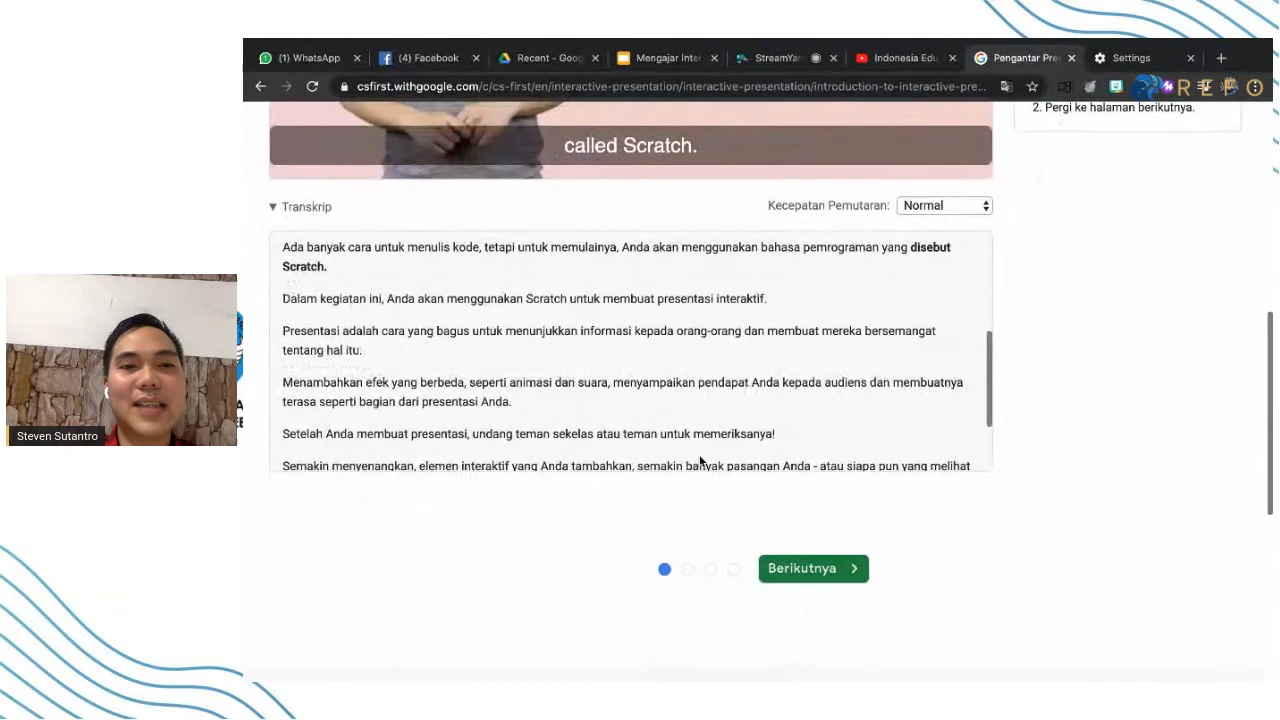 (1) WhatsApp
(4) Facebook
Recent - Goog
Mengajar Inte
StreamYa
Indonesia Edu
Pengantar Pre
Settings
csfirst.withgoogle.com/c/cs-first/en/interactive-presentation/interactive-presentation/introduction-to-interactive-pre...
REFO
2. Pergi ke halaman berikutnya.
called Scratch.
▼ Transkrip
Kecepatan Pemutaran: Normal
Ada banyak cara untuk menulis kode, tetapi untuk memulainya, Anda akan menggunakan bahasa pemrograman yang disebut
Scratch.
Dalam kegiatan ini, Anda akan menggunakan Scratch untuk membuat presentasi interaktif.
Presentasi adalah cara yang bagus untuk menunjukkan informasi kepada orang-orang dan membuat mereka bersemangat
tentang hal itu.
Menambahkan efek yang berbeda, seperti animasi dan suara, menyampaikan pendapat Anda kepada audiens dan membuatnya
terasa seperti bagian dari presentasi Anda.
Setelah Anda membuat presentasi, undang teman sekelas atau teman untuk memeriksanya!
Semakin menyenangkan, elemen interaktif yang Anda tambahkan, semakin banyak pasangan Anda - atau siapa pun yang melihat
Steven Sutantro
Berikutnya